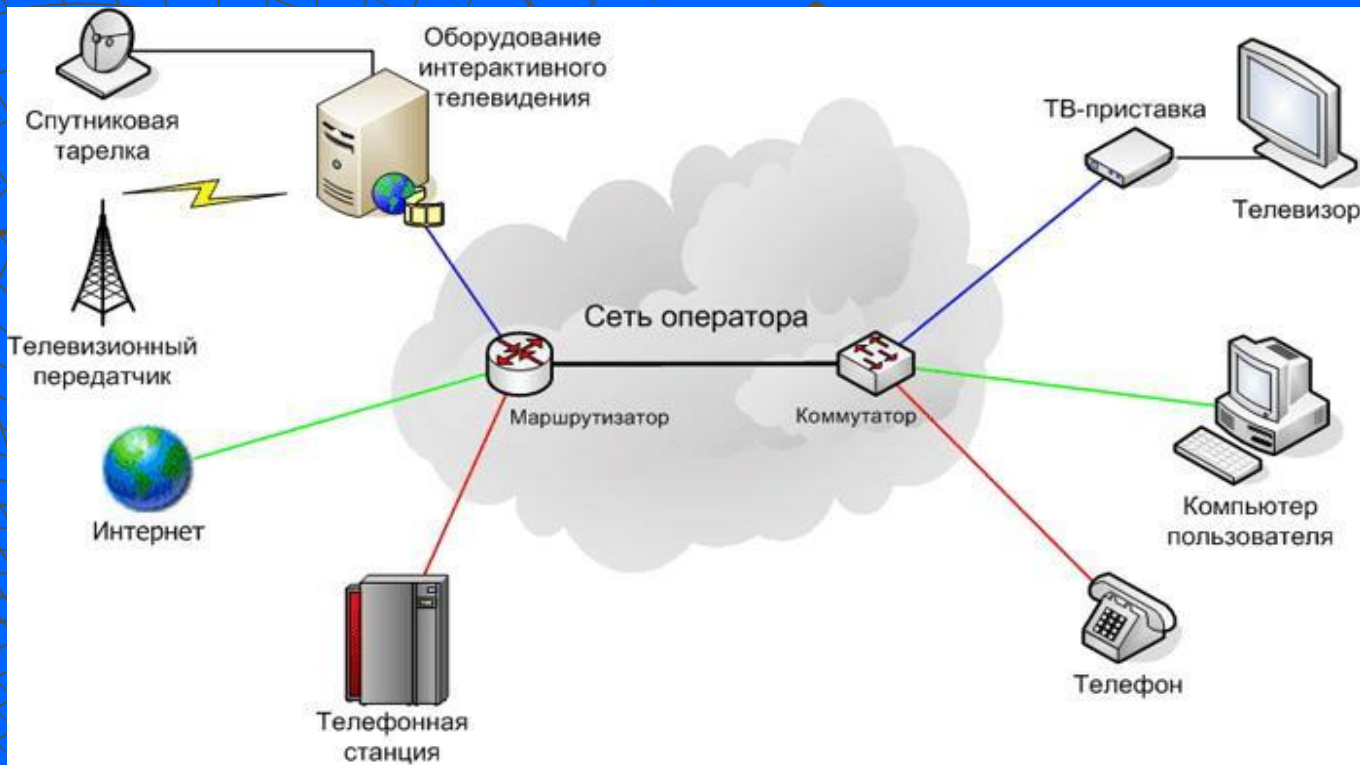 Оборудование
интерактивного
телевидения
Спутниковая
тарелка
ТВ-приставка
Телевизор
Сеть оператора
Телевизионный
передатчик
Маршрутизатор
Коммутатор
Интернет
Компьютер
пользователя
Телефон
Телефонная
станция